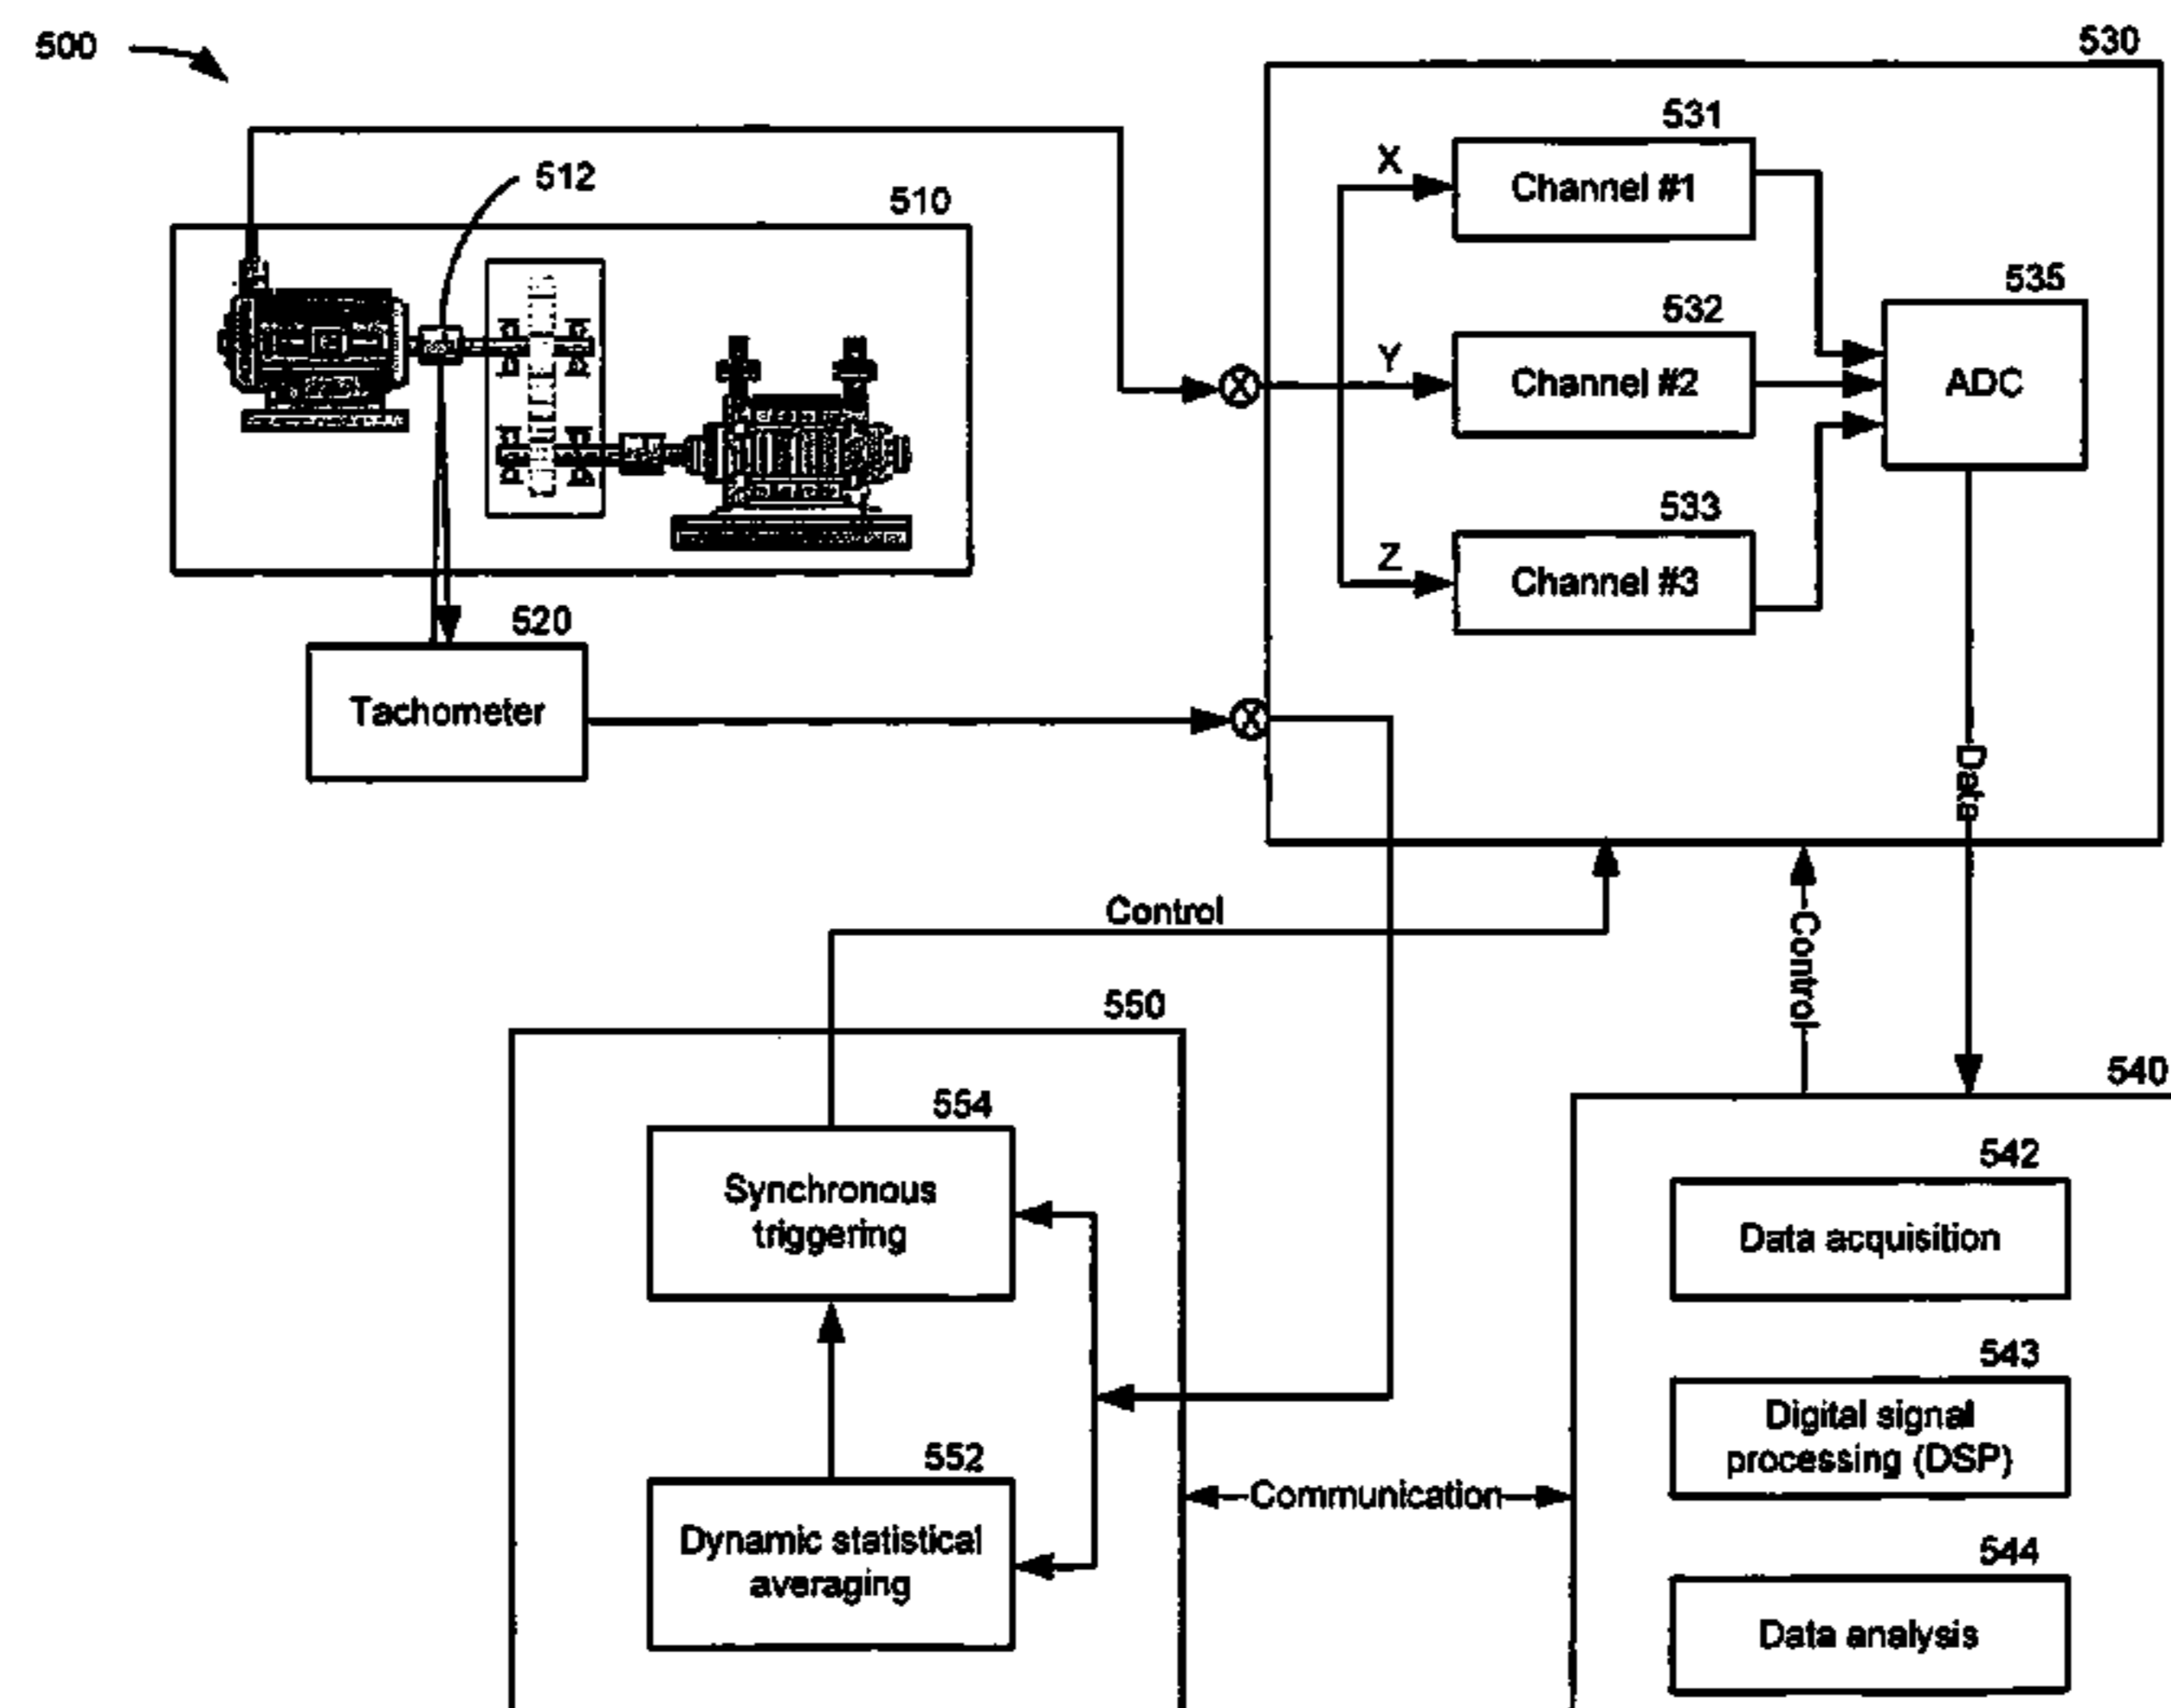 500
530
531
X
Channel #1
512
510
535
532
Y
Channel #2
ADC
533
Z
Channel #3
520
Tachometer
Data
Control
Control
550
540
554
Synchronous
triggering
542
Data acquisition
543
Digital signal
processing (DSP)
552
Dynamic statistical
averaging
Communication
544
Data analysis